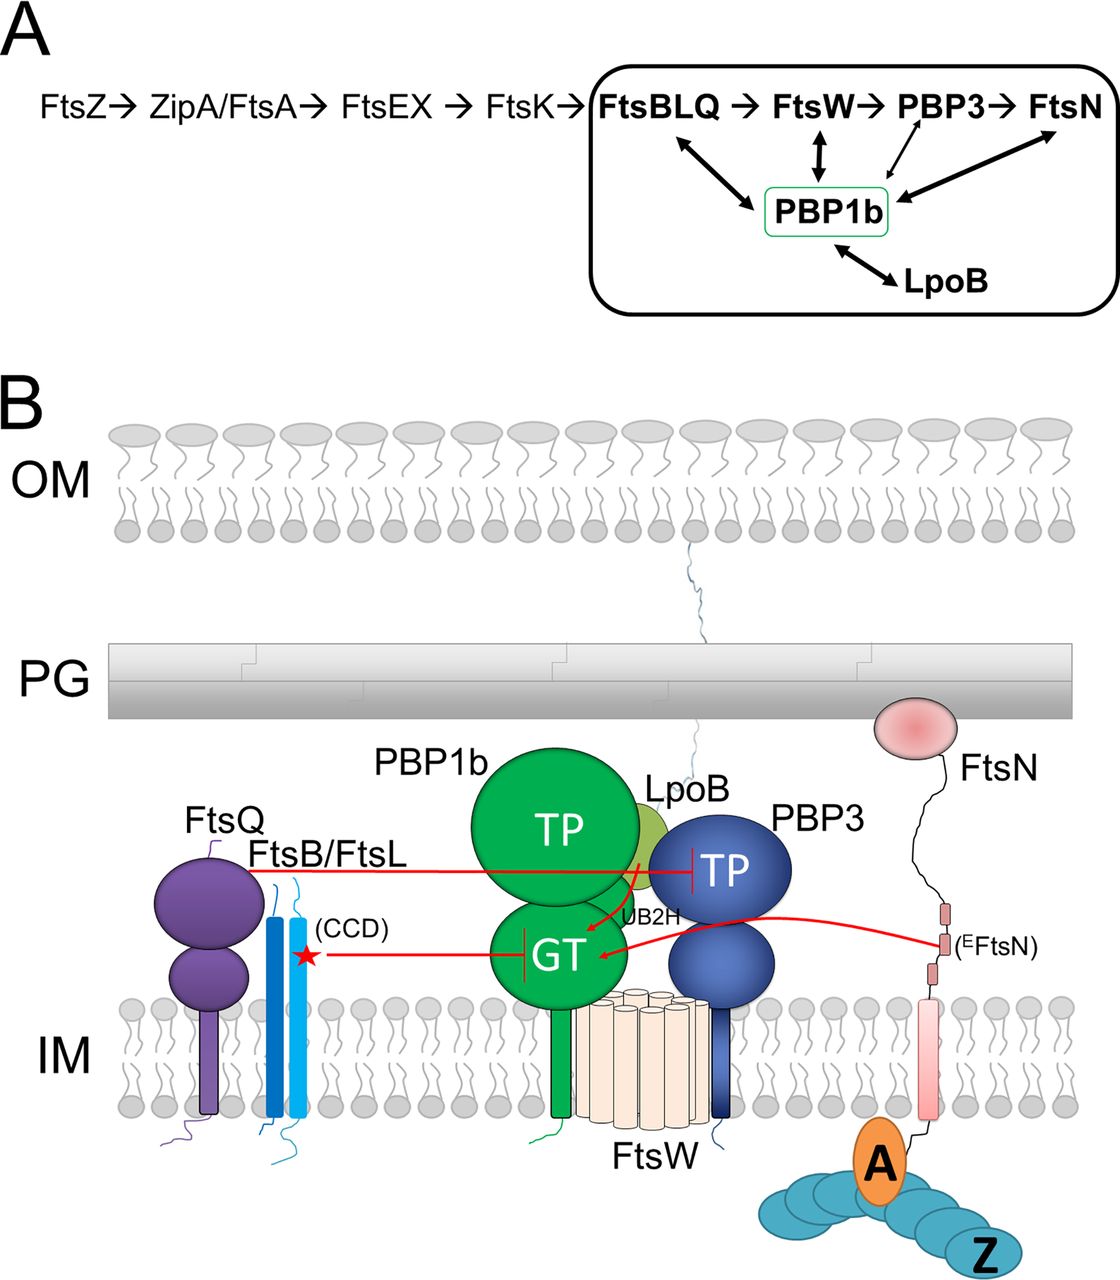 A
FtsZ→ ZipA/FtsA→ FtsEX → FtsK→ FtsBLQ → FtsW→ PBP3→ FtsN
PBP1b
LpoB
B
OM
PG
PBP1b
LpoB
FtsN
FtsQ
PBP3
TP
FtsB/FtsL
TP
UB2H
(CCD)
GT
(ᴱFtsN)
IM
FtsW
A
Z